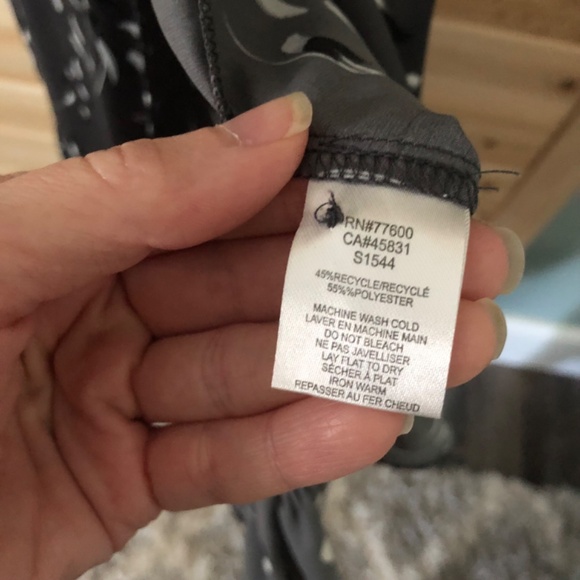 RN#77600
CA#45831
S1544
45%RECYCLE/RECYCLÉ
55%%POLYESTER
MACHINE WASH COLD
LAVER EN MACHINE MAIN
DO NOT BLEACH
NE PAS JAVELLISER
LAY FLAT TO DRY
SÉCHER À PLAT
IRON WARM
REPASSER AU FER CHEUD